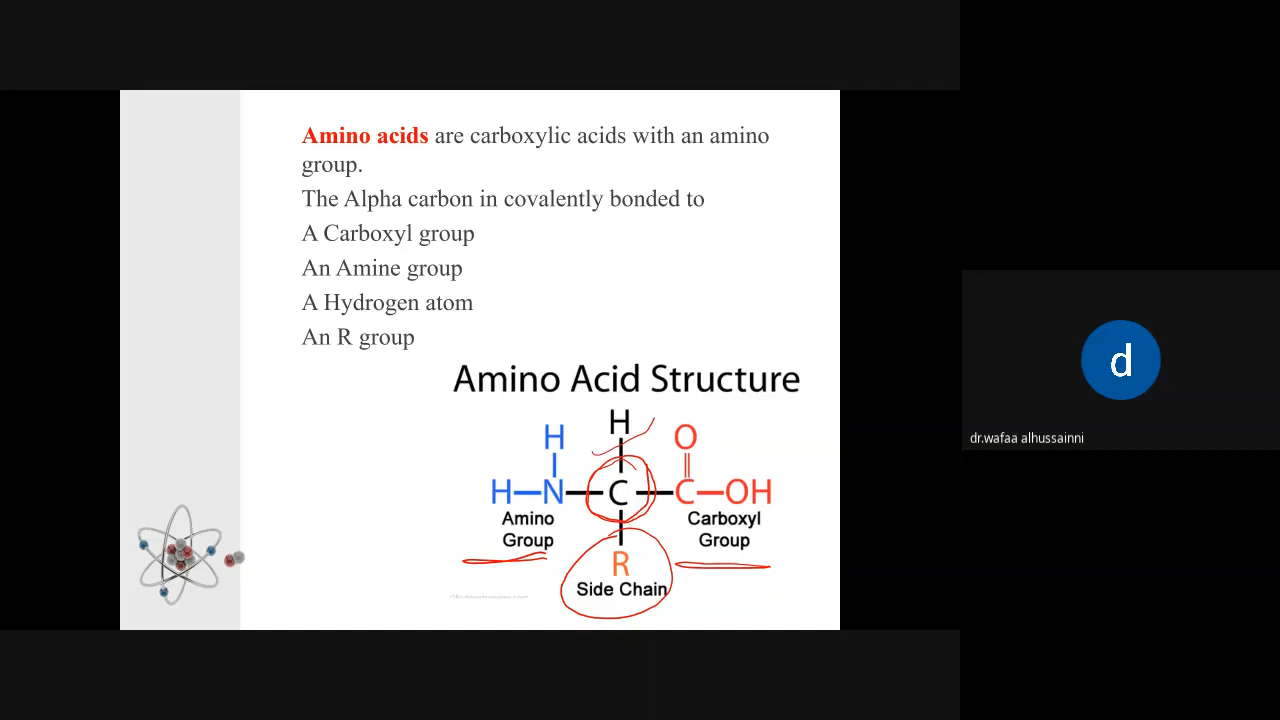 Amino acids are carboxylic acids with an amino
group.
The Alpha carbon in covalently bonded to
A Carboxyl group
An Amine group
A Hydrogen atom
An R group
Amino Acid Structure
H
H O
H N C C OH
Amino Carboxyl
Group Group
R
Side Chain
d
dr.wafaa alhussainni